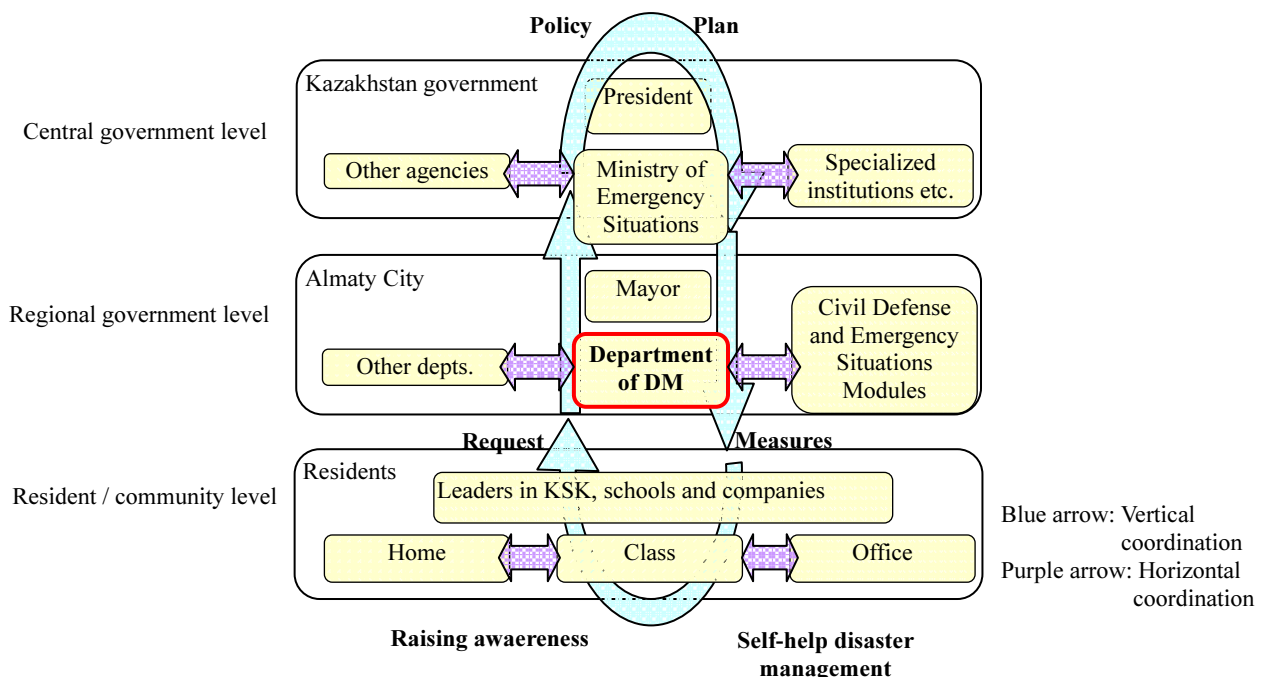 Policy
Plan
Kazakhstan government
President
Central government level
Other agencies
Ministry of
Emergency
Situations
Specialized
institutions etc.
Almaty City
Mayor
Regional government level
Other depts.
Department
of DM
Civil Defense
and Emergency
Situations
Modules
Request
Measures
Residents
Resident / community level
Leaders in KSK, schools and companies
Home
Class
Office
Blue arrow: Vertical
coordination
Purple arrow: Horizontal
coordination
Raising awaereness
Self-help disaster
management